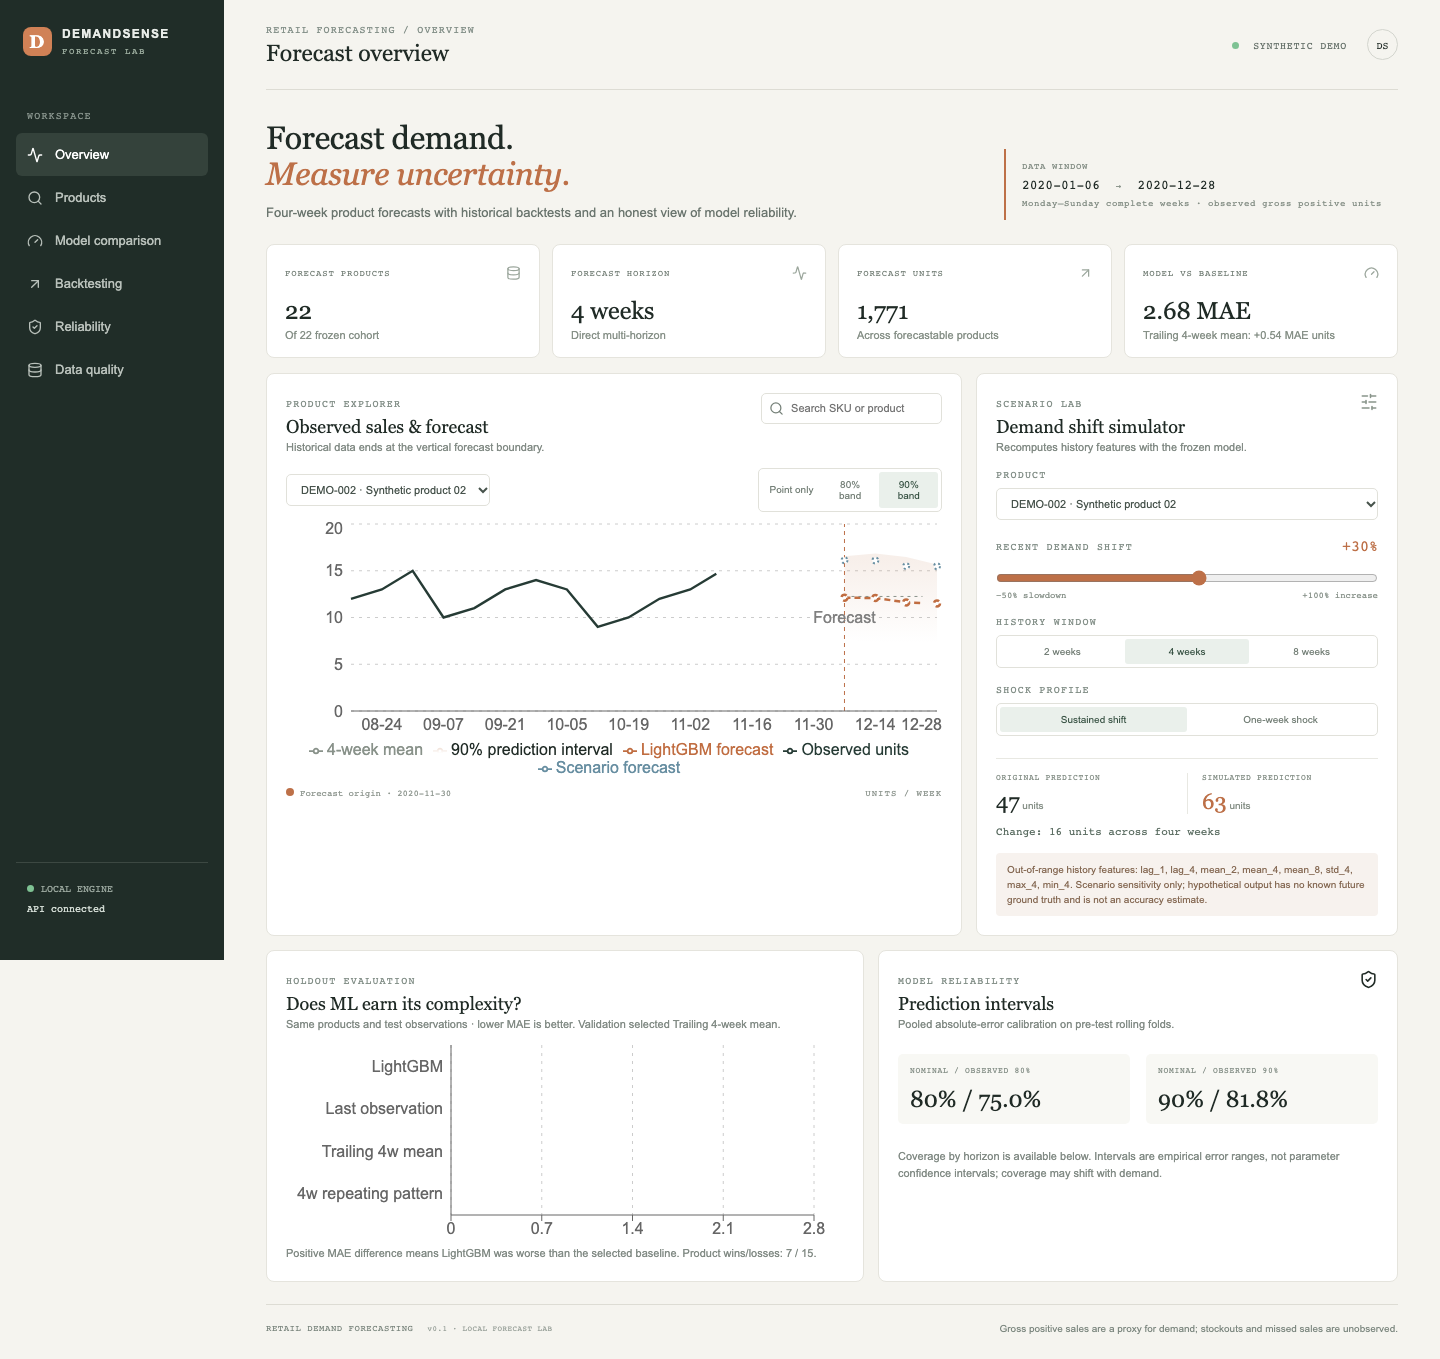 D DEMANDSENSE
FORECAST LAB
WORKSPACE
Overview
Products
Model comparison
Backtesting
Reliability
Data quality
LOCAL ENGINE
API connected
RETAIL FORECASTING / OVERVIEW
Forecast overview
SYNTHETIC DEMO DS
Forecast demand.
Measure uncertainty.
Four-week product forecasts with historical backtests and an honest view of model reliability.
DATA WINDOW
2020-01-06 → 2020-12-28
Monday–Sunday complete weeks · observed gross positive units
FORECAST PRODUCTS
22
Of 22 frozen cohort
FORECAST HORIZON
4 weeks
Direct multi-horizon
FORECAST UNITS
1,771
Across forecastable products
MODEL VS BASELINE
2.68 MAE
Trailing 4-week mean: +0.54 MAE units
PRODUCT EXPLORER
Observed sales & forecast
Historical data ends at the vertical forecast boundary.
Search SKU or product
DEMO-002 · Synthetic product 02
Point only
80% band
90% band
20
15
10
5
0
Forecast
08-24 09-07 09-21 10-05 10-19 11-02 11-16 11-30 12-14 12-28
4-week mean 90% prediction interval LightGBM forecast Observed units
Scenario forecast
Forecast origin · 2020-11-30
UNITS / WEEK
SCENARIO LAB
Demand shift simulator
Recomputes history features with the frozen model.
PRODUCT
DEMO-002 · Synthetic product 02
RECENT DEMAND SHIFT +30%
−50% slowdown +100% increase
HISTORY WINDOW
2 weeks 4 weeks 8 weeks
SHOCK PROFILE
Sustained shift One-week shock
ORIGINAL PREDICTION
47 units
SIMULATED PREDICTION
63 units
Change: 16 units across four weeks
Out-of-range history features: lag_1, lag_4, mean_2, mean_4, mean_8, std_4,
max_4, min_4. Scenario sensitivity only; hypothetical output has no known future
ground truth and is not an accuracy estimate.
HOLDOUT EVALUATION
Does ML earn its complexity?
Same products and test observations · lower MAE is better. Validation selected Trailing 4-week mean.
LightGBM
Last observation
Trailing 4w mean
4w repeating pattern
0 0.7 1.4 2.1 2.8
Positive MAE difference means LightGBM was worse than the selected baseline. Product wins/losses: 7 / 15.
MODEL RELIABILITY
Prediction intervals
Pooled absolute-error calibration on pre-test rolling folds.
NOMINAL / OBSERVED 80%
80% / 75.0%
NOMINAL / OBSERVED 90%
90% / 81.8%
Coverage by horizon is available below. Intervals are empirical error ranges, not parameter
confidence intervals; coverage may shift with demand.
RETAIL DEMAND FORECASTING v0.1 · LOCAL FORECAST LAB
Gross positive sales are a proxy for demand; stockouts and missed sales are unobserved.